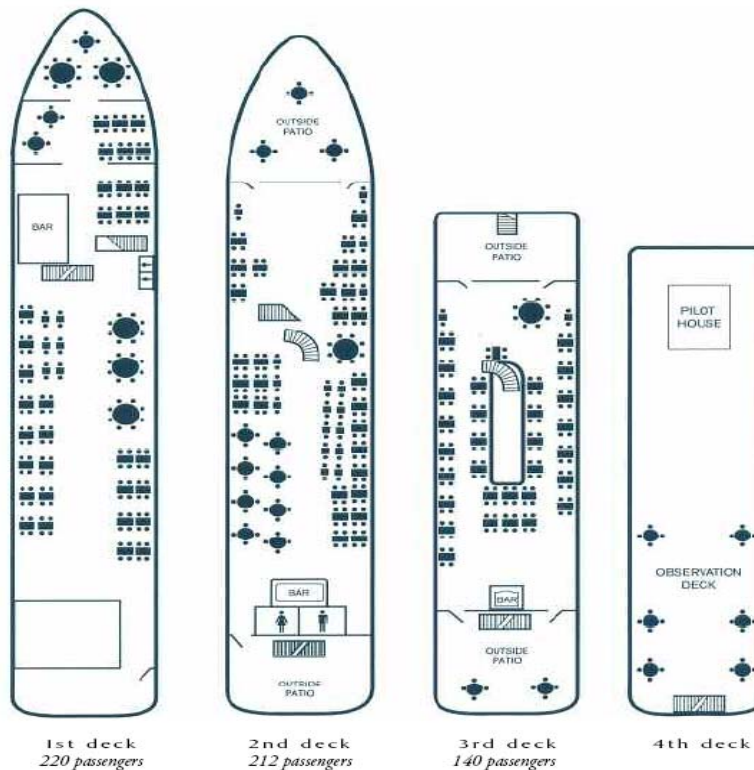 BAR
OUTSIDE
PATIO
BAR
OUTSIDE
PATIO
OUTSIDE
PATIO
BAR
OUTSIDE
PATIO
PILOT
HOUSE
OBSERVATION
DECK
1st deck
220 passengers
2nd deck
212 passengers
3rd deck
140 passengers
4th deck